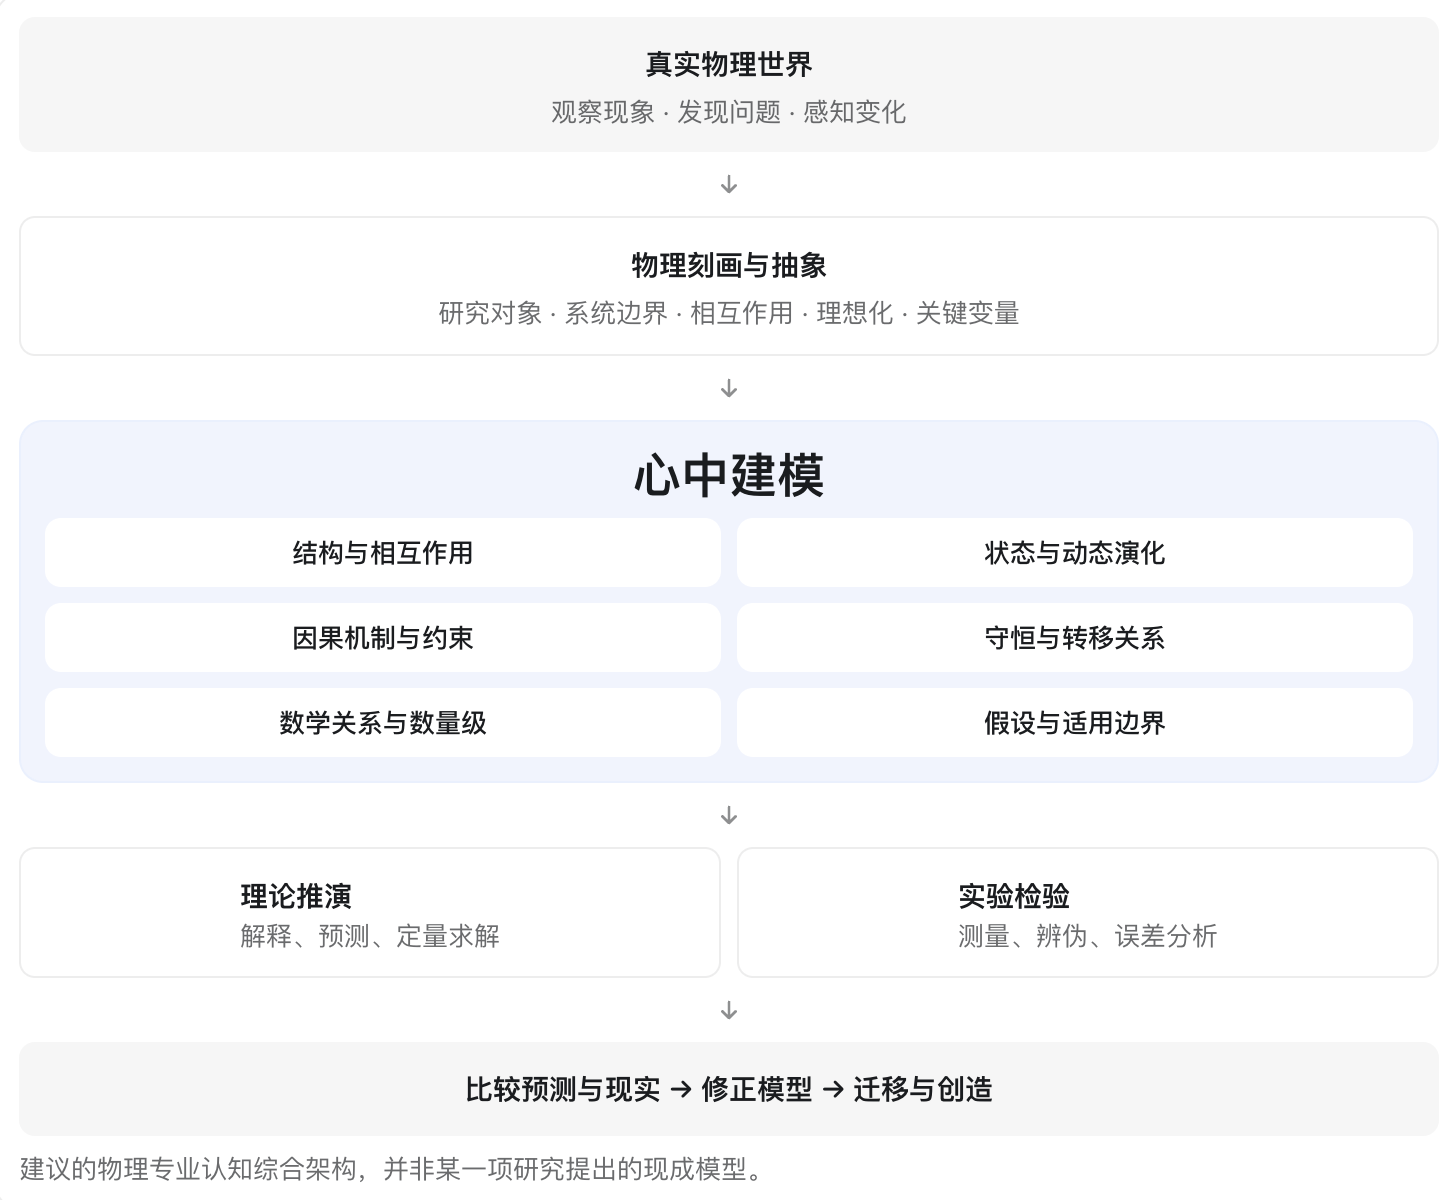 真实物理世界
观察现象 · 发现问题 · 感知变化
↓
物理刻画与抽象
研究对象 · 系统边界 · 相互作用 · 理想化 · 关键变量
↓
心中建模
结构与相互作用
状态与动态演化
因果机制与约束
守恒与转移关系
数学关系与数量级
假设与适用边界
↓
理论推演
解释、预测、定量求解
实验检验
测量、辨伪、误差分析
↓
比较预测与现实 → 修正模型 → 迁移与创造
建议的物理专业认知综合架构，并非某一项研究提出的现成模型。